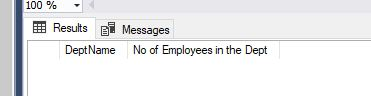 100 %
Results Messages
DeptName No of Employees in the Dept